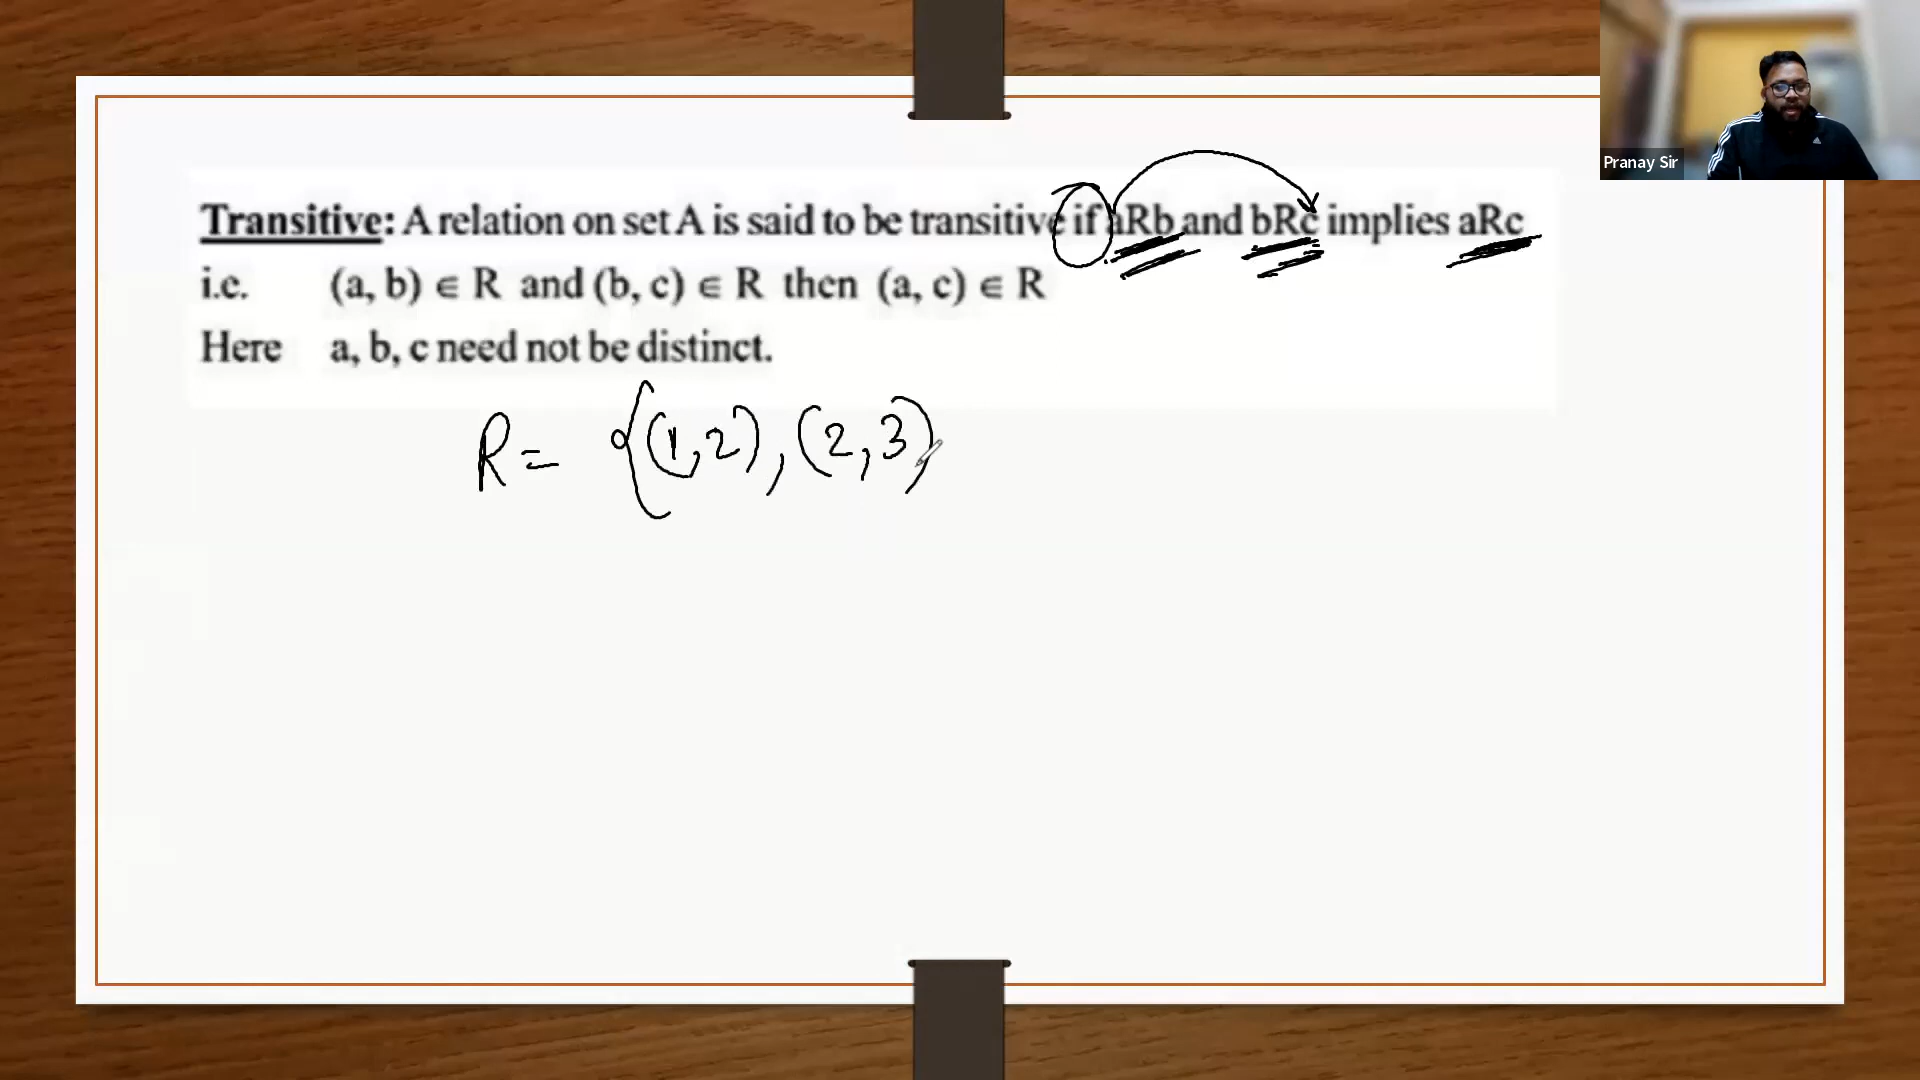 Pranay Sir
Transitive: A relation on set A is said to be transitive if aRb and bRc implies aRc
i.e. (a, b) ∈ R and (b, c) ∈ R then (a, c) ∈ R
Here a, b, c need not be distinct.
R = {(1,2), (2,3)